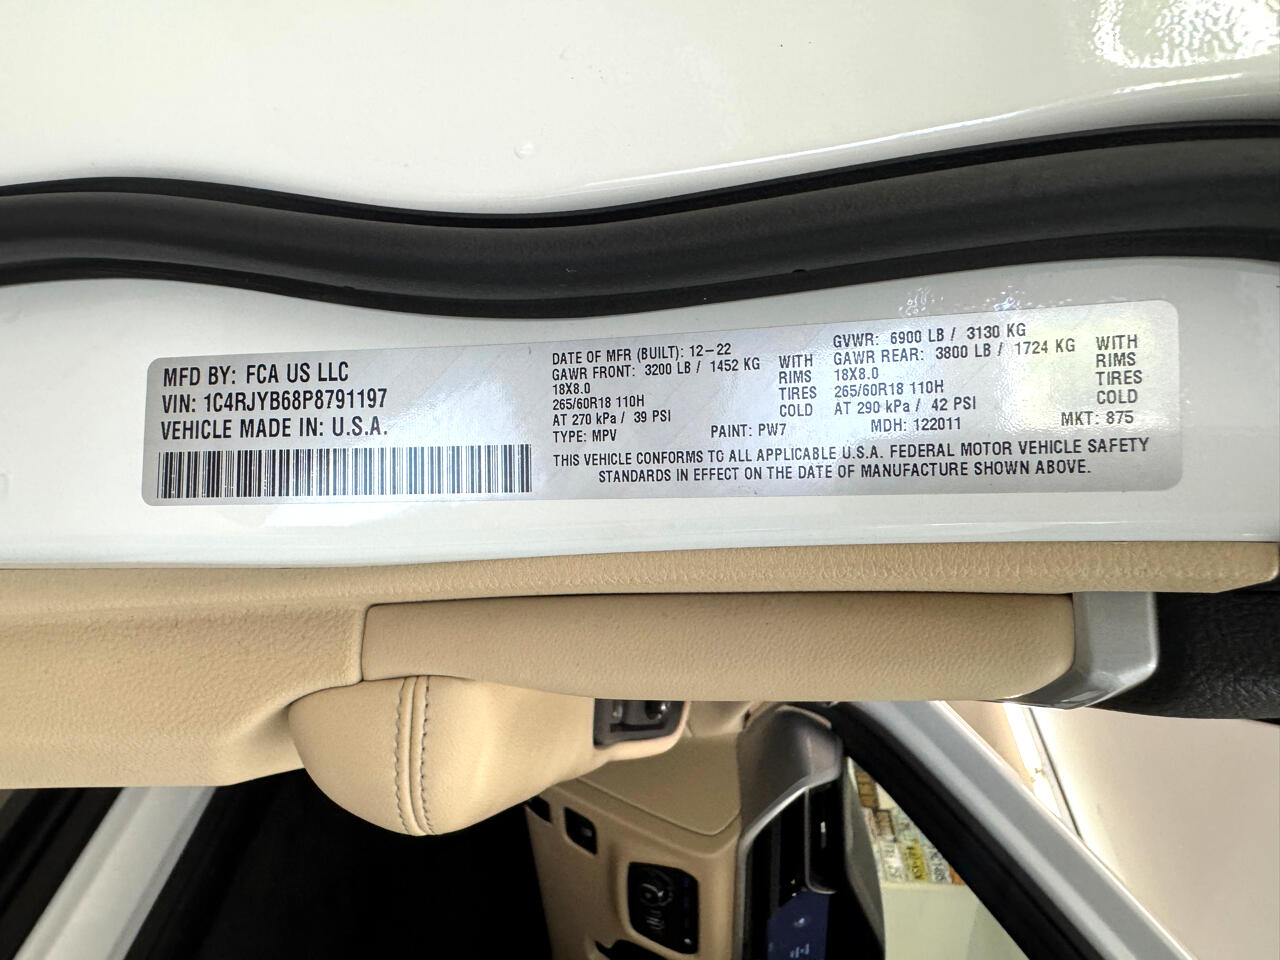 MFD BY: FCA US LLC
VIN: 1C4RJYB68P8791197
VEHICLE MADE IN: U.S.A.
DATE OF MFR (BUILT): 12-22
GAWR FRONT: 3200 LB / 1452 KG WITH
18X8.0 RIMS
265/60R18 110H TIRES
AT 270 kPa / 39 PSI COLD
TYPE: MPV PAINT: PW7
GVWR: 6900 LB / 3130 KG
GAWR REAR: 3800 LB / 1724 KG WITH
18X8.0 RIMS
265/60R18 110H TIRES
AT 290 kPa / 42 PSI COLD
MDH: 122011 MKT: 875
THIS VEHICLE CONFORMS TO ALL APPLICABLE U.S.A. FEDERAL MOTOR VEHICLE SAFETY
STANDARDS IN EFFECT ON THE DATE OF MANUFACTURE SHOWN ABOVE.